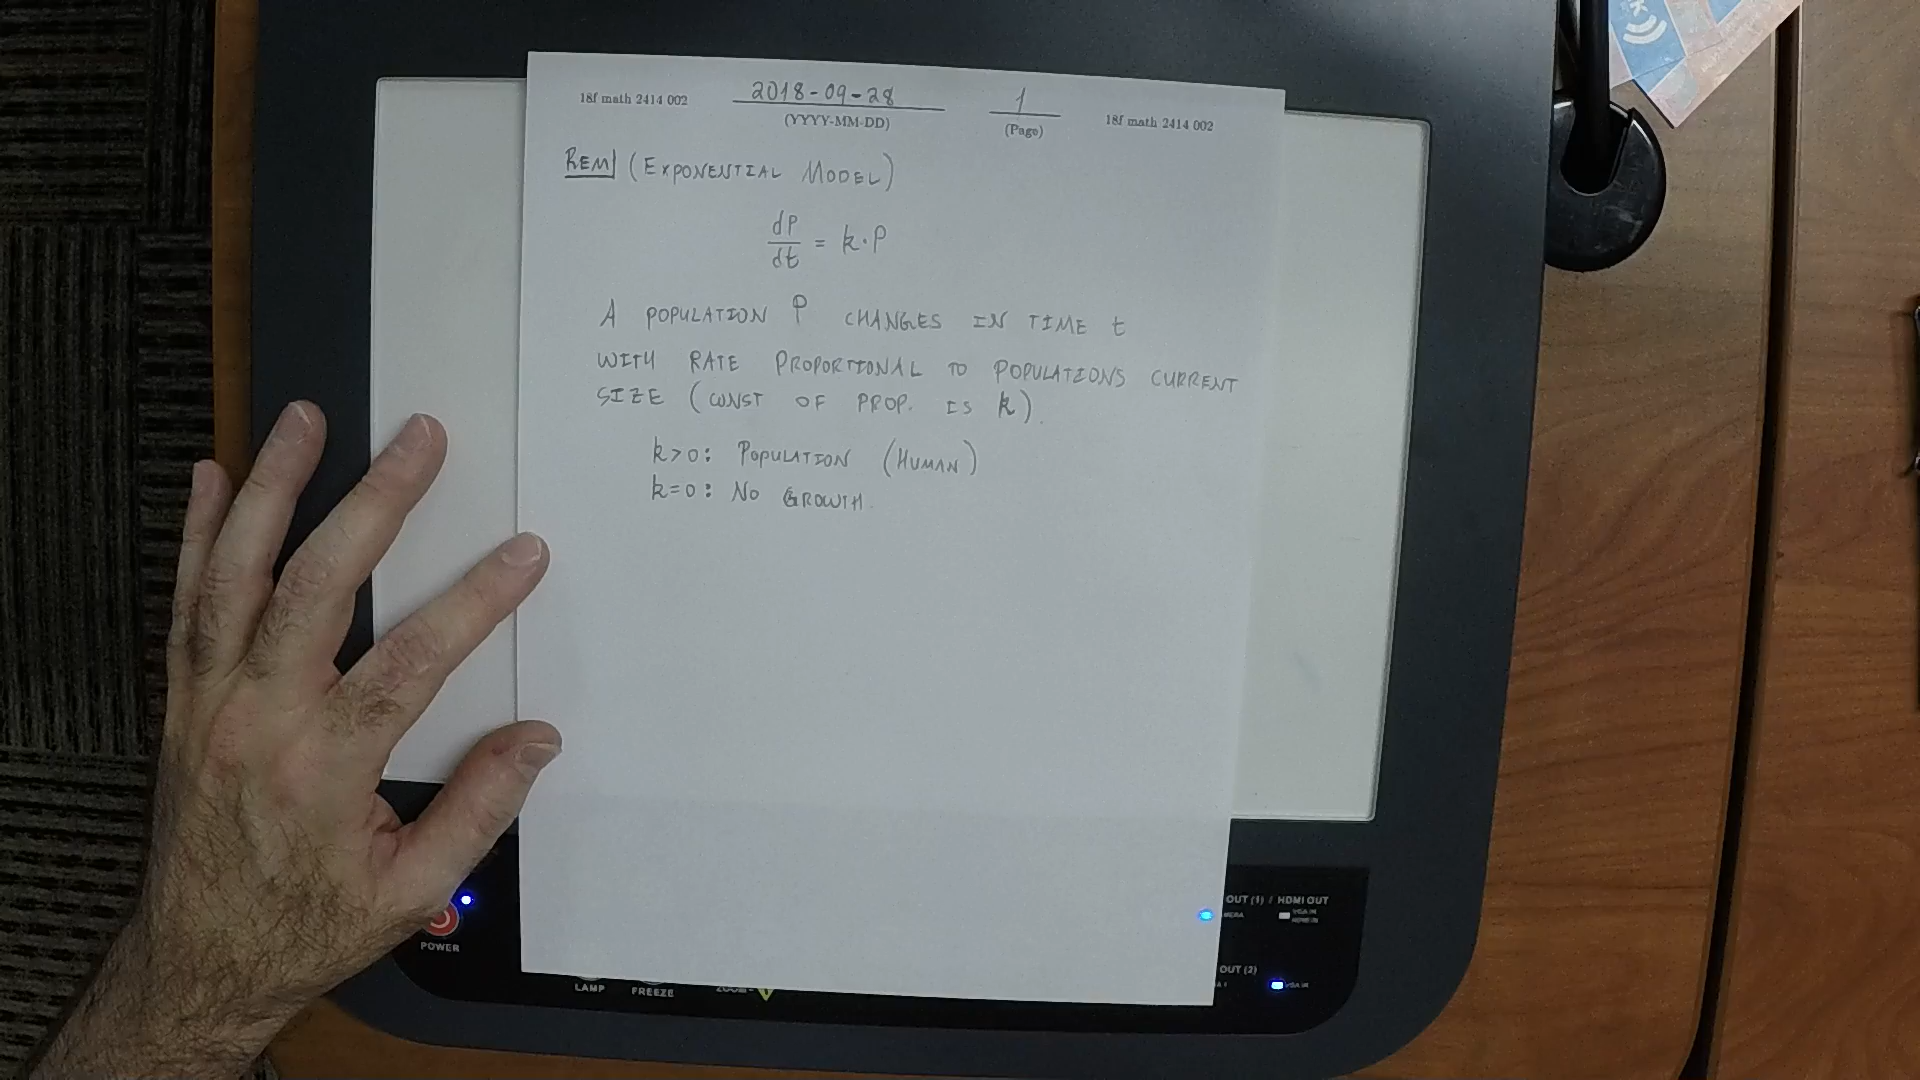 18f math 2414 002 2018-09-28 1 18f math 2414 002
(YYYY-MM-DD) (Page)
REM (EXPONENTIAL MODEL)
dP/dt = k·P
A POPULATION P CHANGES IN TIME t
WITH RATE PROPORTIONAL TO POPULATIONS CURRENT
SIZE (CONST OF PROP. IS k).
k>0: POPULATION (HUMAN)
k=0: NO GROWTH.
OUT (1) / HDMI OUT
POWER
OUT (2)
LAMP FREEZE